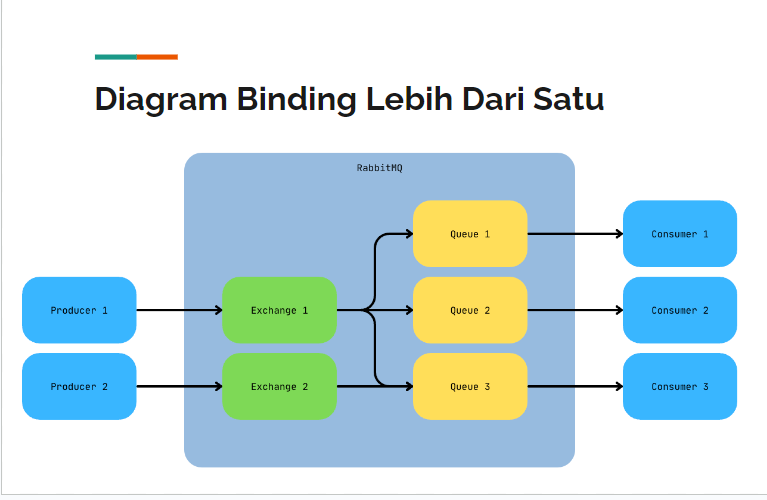 Diagram Binding Lebih Dari Satu
RabbitMQ
Queue 1
Consumer 1
Producer 1
Exchange 1
Queue 2
Consumer 2
Producer 2
Exchange 2
Queue 3
Consumer 3